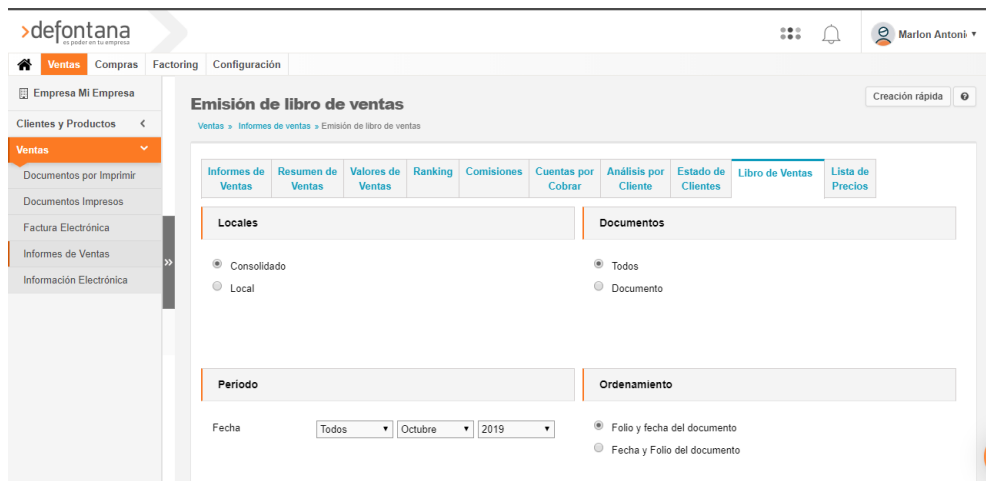 defontana
es poder en tu empresa
Marlon Antoni
Ventas Compras Factoring Configuración
Empresa Mi Empresa
Clientes y Productos
Ventas
Documentos por Imprimir
Documentos Impresos
Factura Electrónica
Informes de Ventas
Información Electrónica
Emisión de libro de ventas
Creación rápida
Ventas » Informes de ventas » Emisión de libro de ventas
Informes de Ventas
Resumen de Ventas
Valores de Ventas
Ranking
Comisiones
Cuentas por Cobrar
Análisis por Cliente
Estado de Clientes
Libro de Ventas
Lista de Precios
Locales
Consolidado
Local
Documentos
Todos
Documento
Período
Fecha Todos Octubre 2019
Ordenamiento
Folio y fecha del documento
Fecha y Folio del documento